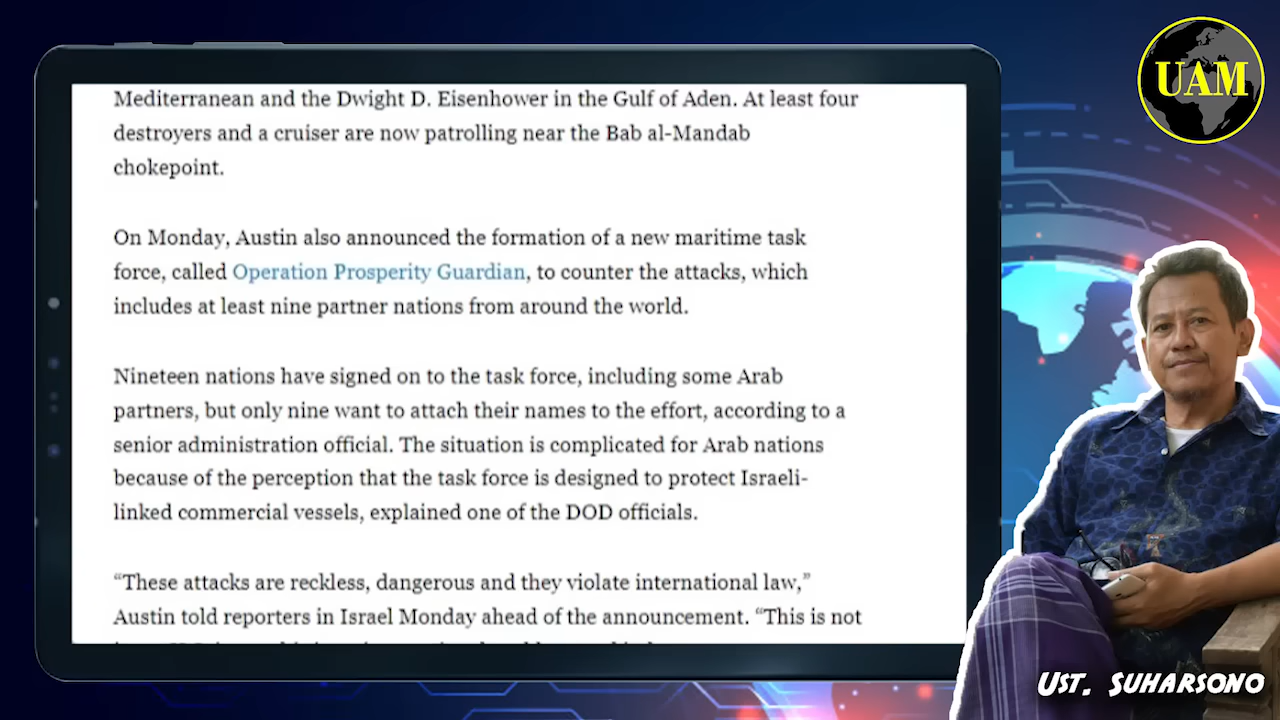 Mediterranean and the Dwight D. Eisenhower in the Gulf of Aden. At least four
destroyers and a cruiser are now patrolling near the Bab al-Mandab
chokepoint.
On Monday, Austin also announced the formation of a new maritime task
force, called Operation Prosperity Guardian, to counter the attacks, which
includes at least nine partner nations from around the world.
Nineteen nations have signed on to the task force, including some Arab
partners, but only nine want to attach their names to the effort, according to a
senior administration official. The situation is complicated for Arab nations
because of the perception that the task force is designed to protect Israeli-
linked commercial vessels, explained one of the DOD officials.
“These attacks are reckless, dangerous and they violate international law,”
Austin told reporters in Israel Monday ahead of the announcement. “This is not
UAM
UST. SUHARSONO